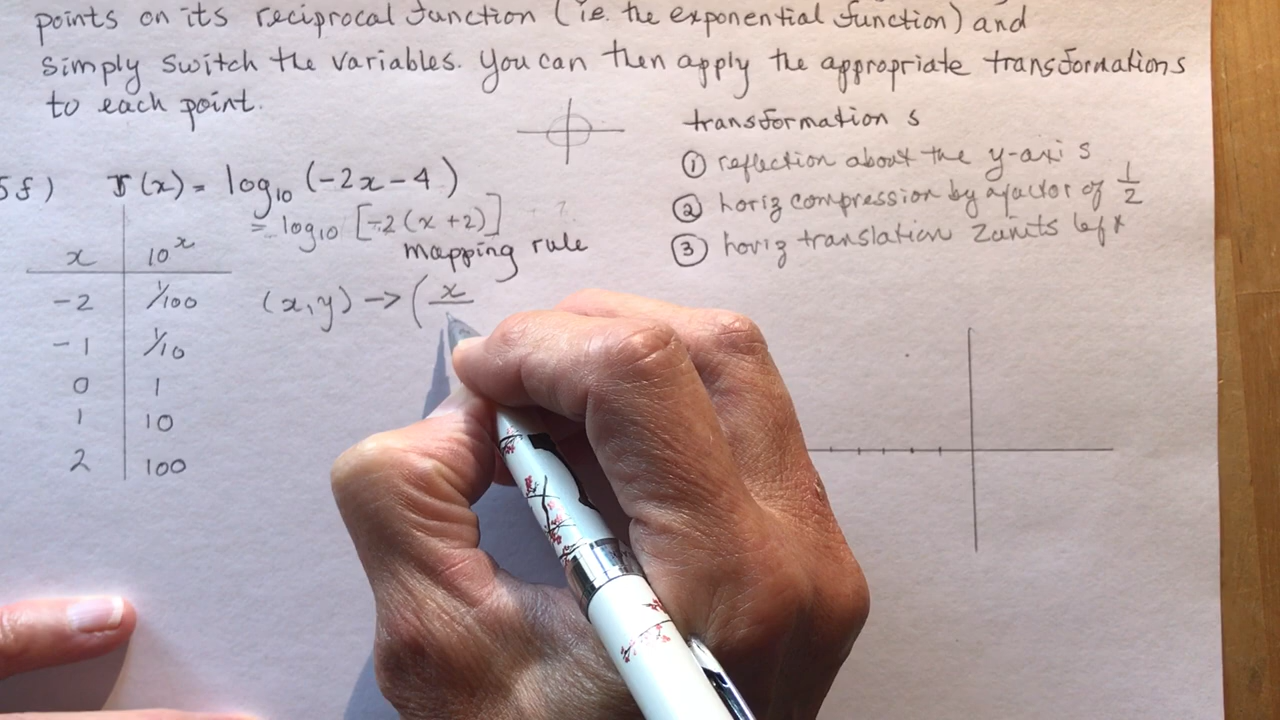 points on its reciprocal function (ie. the exponential function) and
simply switch the variables. You can then apply the appropriate transformations
to each point.
transformations
① reflection about the y-axis
② horiz compression by a factor of 1/2
③ horiz translation 2 units left
5f) f(x) = log₁₀ (-2x-4)
= log₁₀ [-2(x+2)]
mapping rule
x 10ˣ
(x,y) -> (x
-2 1/100
-1 1/10
0 1
1 10
2 100